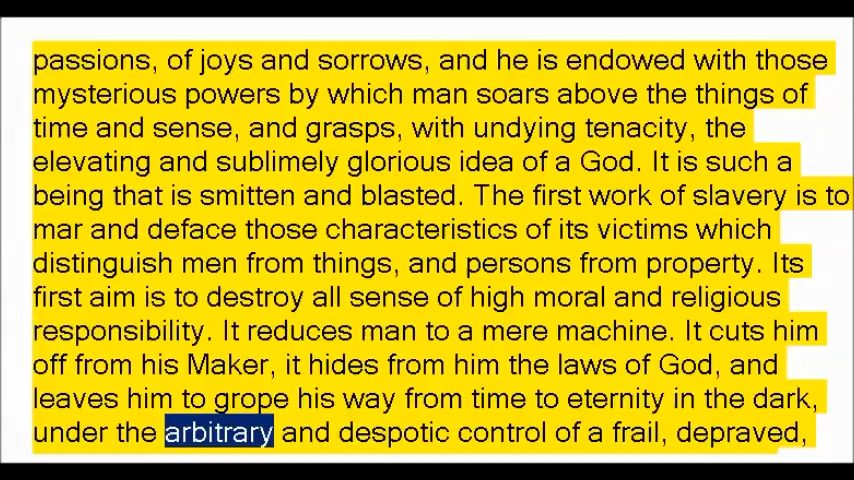 passions, of joys and sorrows, and he is endowed with those
mysterious powers by which man soars above the things of
time and sense, and grasps, with undying tenacity, the
elevating and sublimely glorious idea of a God. It is such a
being that is smitten and blasted. The first work of slavery is to
mar and deface those characteristics of its victims which
distinguish men from things, and persons from property. Its
first aim is to destroy all sense of high moral and religious
responsibility. It reduces man to a mere machine. It cuts him
off from his Maker, it hides from him the laws of God, and
leaves him to grope his way from time to eternity in the dark,
under the arbitrary and despotic control of a frail, depraved,